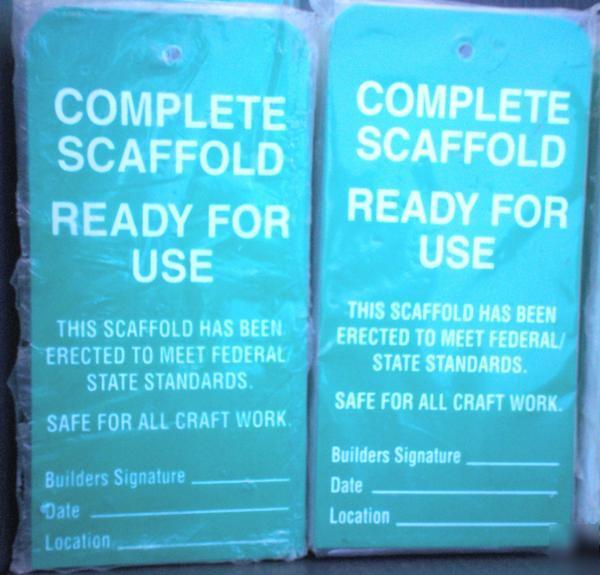 COMPLETE
SCAFFOLD
READY FOR
USE
THIS SCAFFOLD HAS BEEN
ERECTED TO MEET FEDERAL/
STATE STANDARDS.
SAFE FOR ALL CRAFT WORK.
Builders Signature
Date
Location
COMPLETE
SCAFFOLD
READY FOR
USE
THIS SCAFFOLD HAS BEEN
ERECTED TO MEET FEDERAL/
STATE STANDARDS.
SAFE FOR ALL CRAFT WORK.
Builders Signature
Date
Location